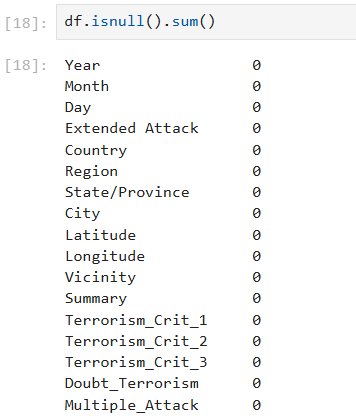 [18]: df.isnull().sum()
[18]: Year 0
Month 0
Day 0
Extended Attack 0
Country 0
Region 0
State/Province 0
City 0
Latitude 0
Longitude 0
Vicinity 0
Summary 0
Terrorism_Crit_1 0
Terrorism_Crit_2 0
Terrorism_Crit_3 0
Doubt_Terrorism 0
Multiple_Attack 0